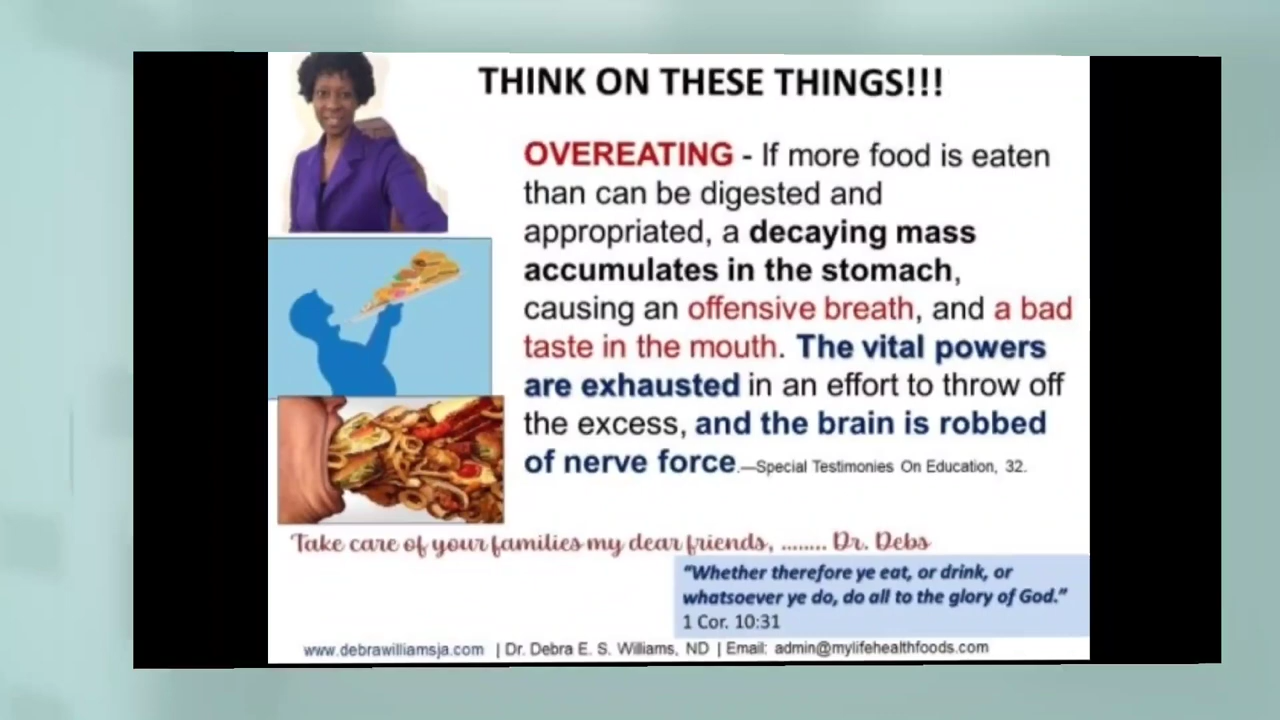 THINK ON THESE THINGS!!!
OVEREATING - If more food is eaten
than can be digested and
appropriated, a decaying mass
accumulates in the stomach,
causing an offensive breath, and a bad
taste in the mouth. The vital powers
are exhausted in an effort to throw off
the excess, and the brain is robbed
of nerve force.—Special Testimonies On Education, 32.
Take care of your families my dear friends, ........ Dr. Debs
“Whether therefore ye eat, or drink, or
whatsoever ye do, do all to the glory of God.”
1 Cor. 10:31
www.debrawilliamsja.com | Dr. Debra E. S. Williams, ND | Email: admin@mylifehealthfoods.com